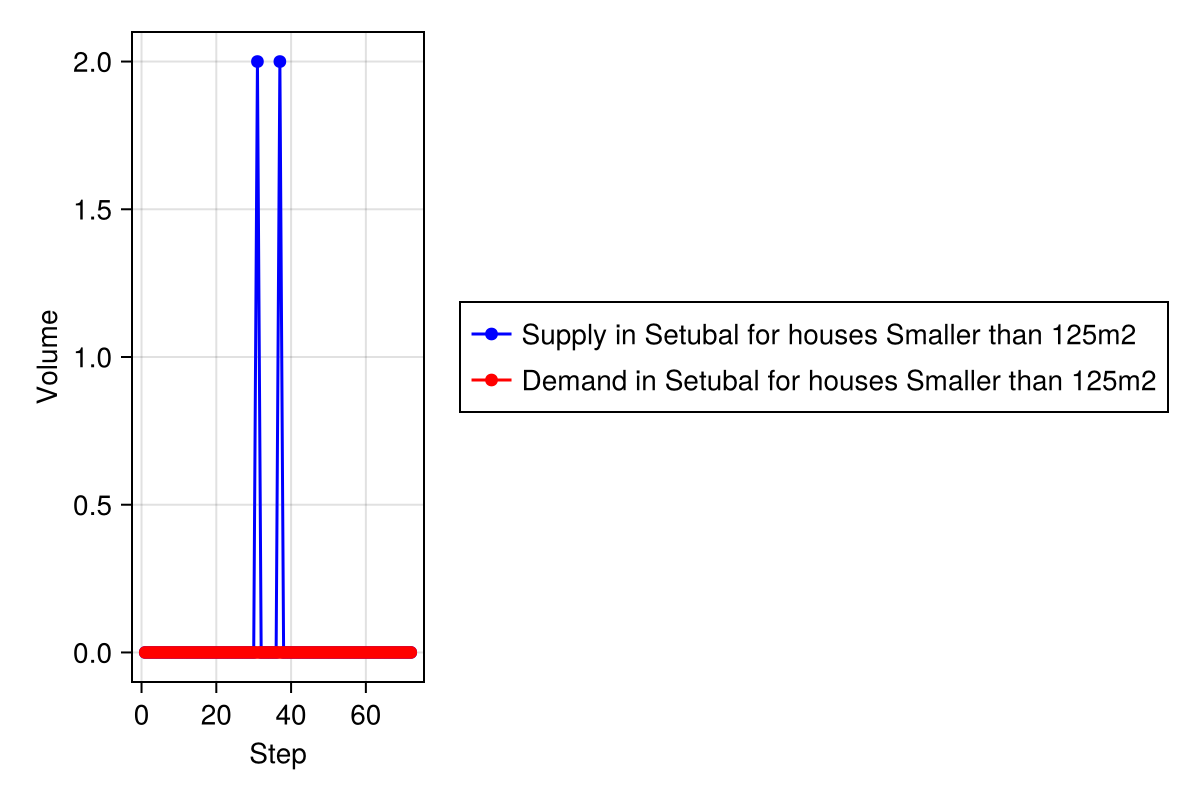 2.0
1.5
1.0
0.5
0.0
Volume
0 20 40 60
Step
Supply in Setubal for houses Smaller than 125m2
Demand in Setubal for houses Smaller than 125m2